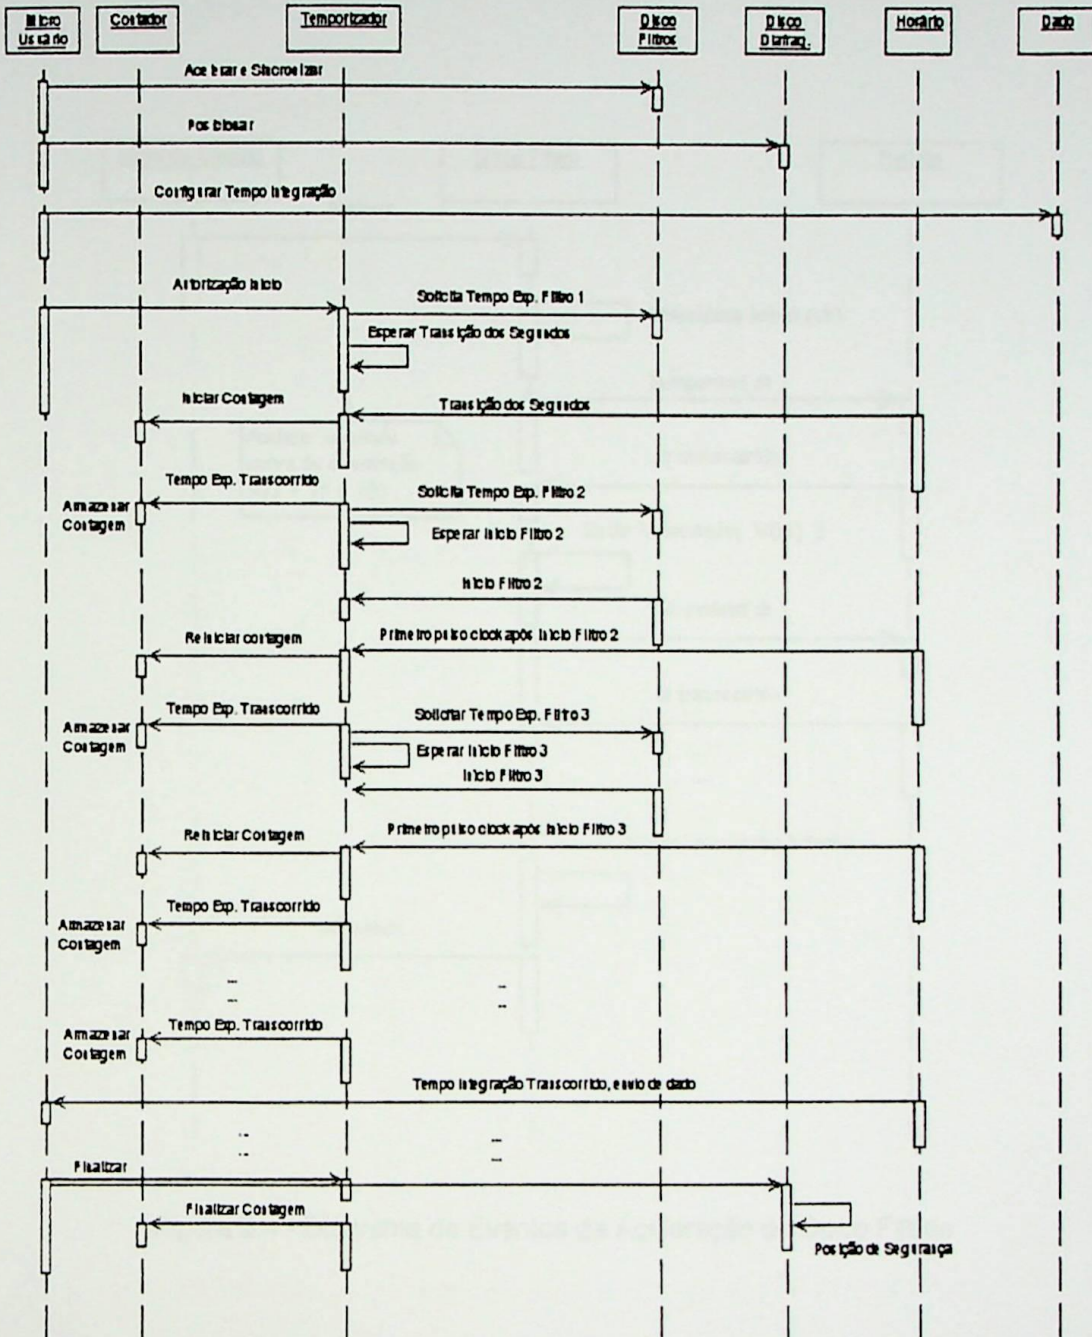 Micro
Usuário
Contador
Temporizador
Disco
Filtros
Disco
Diafrag.
Horário
Dado
Acelerar e Sincronizar
Posicionar
Configurar Tempo Integração
Autorização Início
Solicita Tempo Exp. Filtro 1
Esperar Transição dos Segundos
Iniciar Contagem
Transição dos Segundos
Tempo Exp. Transcorrido
Solicita Tempo Exp. Filtro 2
Armazenar
Contagem
Esperar Início Filtro 2
Início Filtro 2
Reiniciar contagem
Primeiro pulso clock após Início Filtro 2
Tempo Exp. Transcorrido
Solicitar Tempo Exp. Filtro 3
Armazenar
Contagem
Esperar Início Filtro 3
Início Filtro 3
Reiniciar Contagem
Primeiro pulso clock após Início Filtro 3
Tempo Exp. Transcorrido
Armazenar
Contagem
Tempo Exp. Transcorrido
Armazenar
Contagem
Tempo Integração Transcorrido, envio de dado
Finalizar
Finalizar Contagem
Posição de Segurança